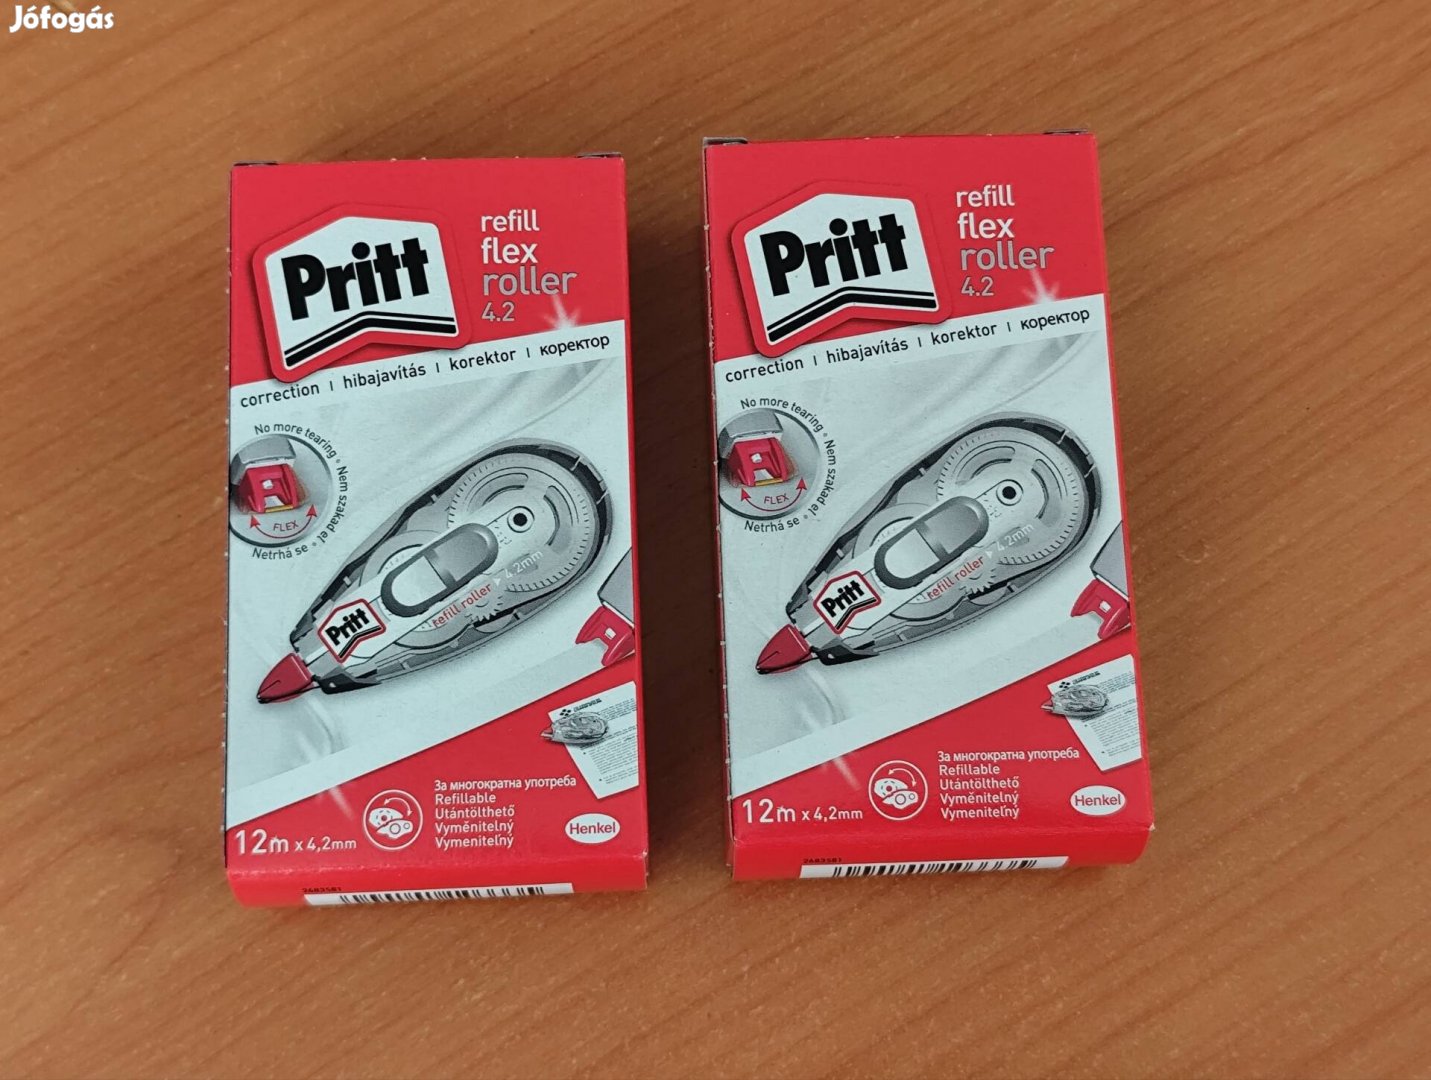 Jófogás
Pritt
refill
flex
roller
4.2
correction | hibajavítás | korektor | коректор
No more tearing • Nem szakad el • Netrhá se •
FLEX
Pritt
refill roller ▸ 4.2mm
За многократна употреба
Refillable
Utántölthető
Vyměnitelný
Vymeniteľný
12m x 4,2mm
Henkel
2683581
Pritt
refill
flex
roller
4.2
correction | hibajavítás | korektor | коректор
No more tearing • Nem szakad el • Netrhá se •
FLEX
Pritt
refill roller ▸ 4.2mm
За многократна употреба
Refillable
Utántölthető
Vyměnitelný
Vymeniteľný
12m x 4,2mm
Henkel
2683581